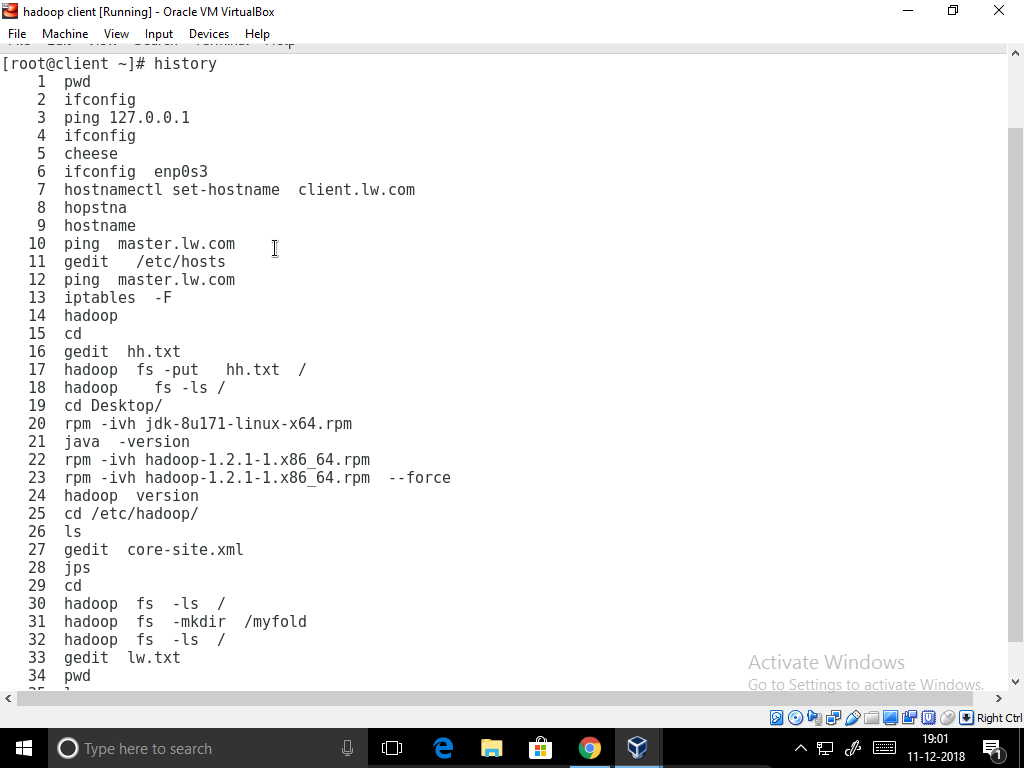 hadoop client [Running] - Oracle VM VirtualBox
File Machine View Input Devices Help
[root@client ~]# history
1 pwd
2 ifconfig
3 ping 127.0.0.1
4 ifconfig
5 cheese
6 ifconfig enp0s3
7 hostnamectl set-hostname client.lw.com
8 hopstna
9 hostname
10 ping master.lw.com
11 gedit /etc/hosts
12 ping master.lw.com
13 iptables -F
14 hadoop
15 cd
16 gedit hh.txt
17 hadoop fs -put hh.txt /
18 hadoop fs -ls /
19 cd Desktop/
20 rpm -ivh jdk-8u171-linux-x64.rpm
21 java -version
22 rpm -ivh hadoop-1.2.1-1.x86_64.rpm
23 rpm -ivh hadoop-1.2.1-1.x86_64.rpm --force
24 hadoop version
25 cd /etc/hadoop/
26 ls
27 gedit core-site.xml
28 jps
29 cd
30 hadoop fs -ls /
31 hadoop fs -mkdir /myfold
32 hadoop fs -ls /
33 gedit lw.txt
34 pwd
Activate Windows
Go to Settings to activate Windows.
Right Ctrl
Type here to search
19:01
11-12-2018
1